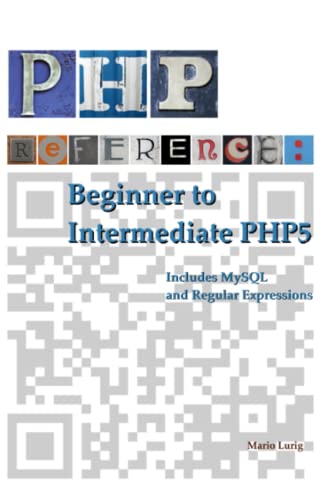 PHP
ReFERENCE:
Beginner to
Intermediate PHP5
Includes MySQL
and Regular Expressions
Mario Lurig